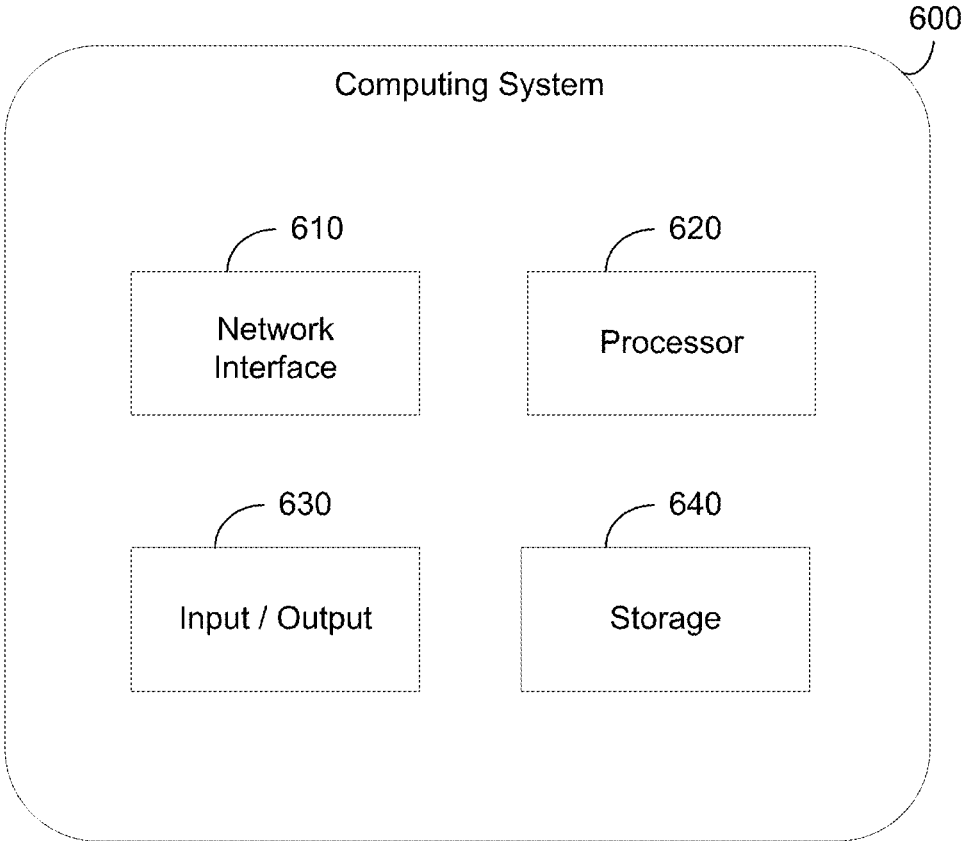 600
Computing System
610
620
Network
Interface
Processor
630
640
Input / Output
Storage